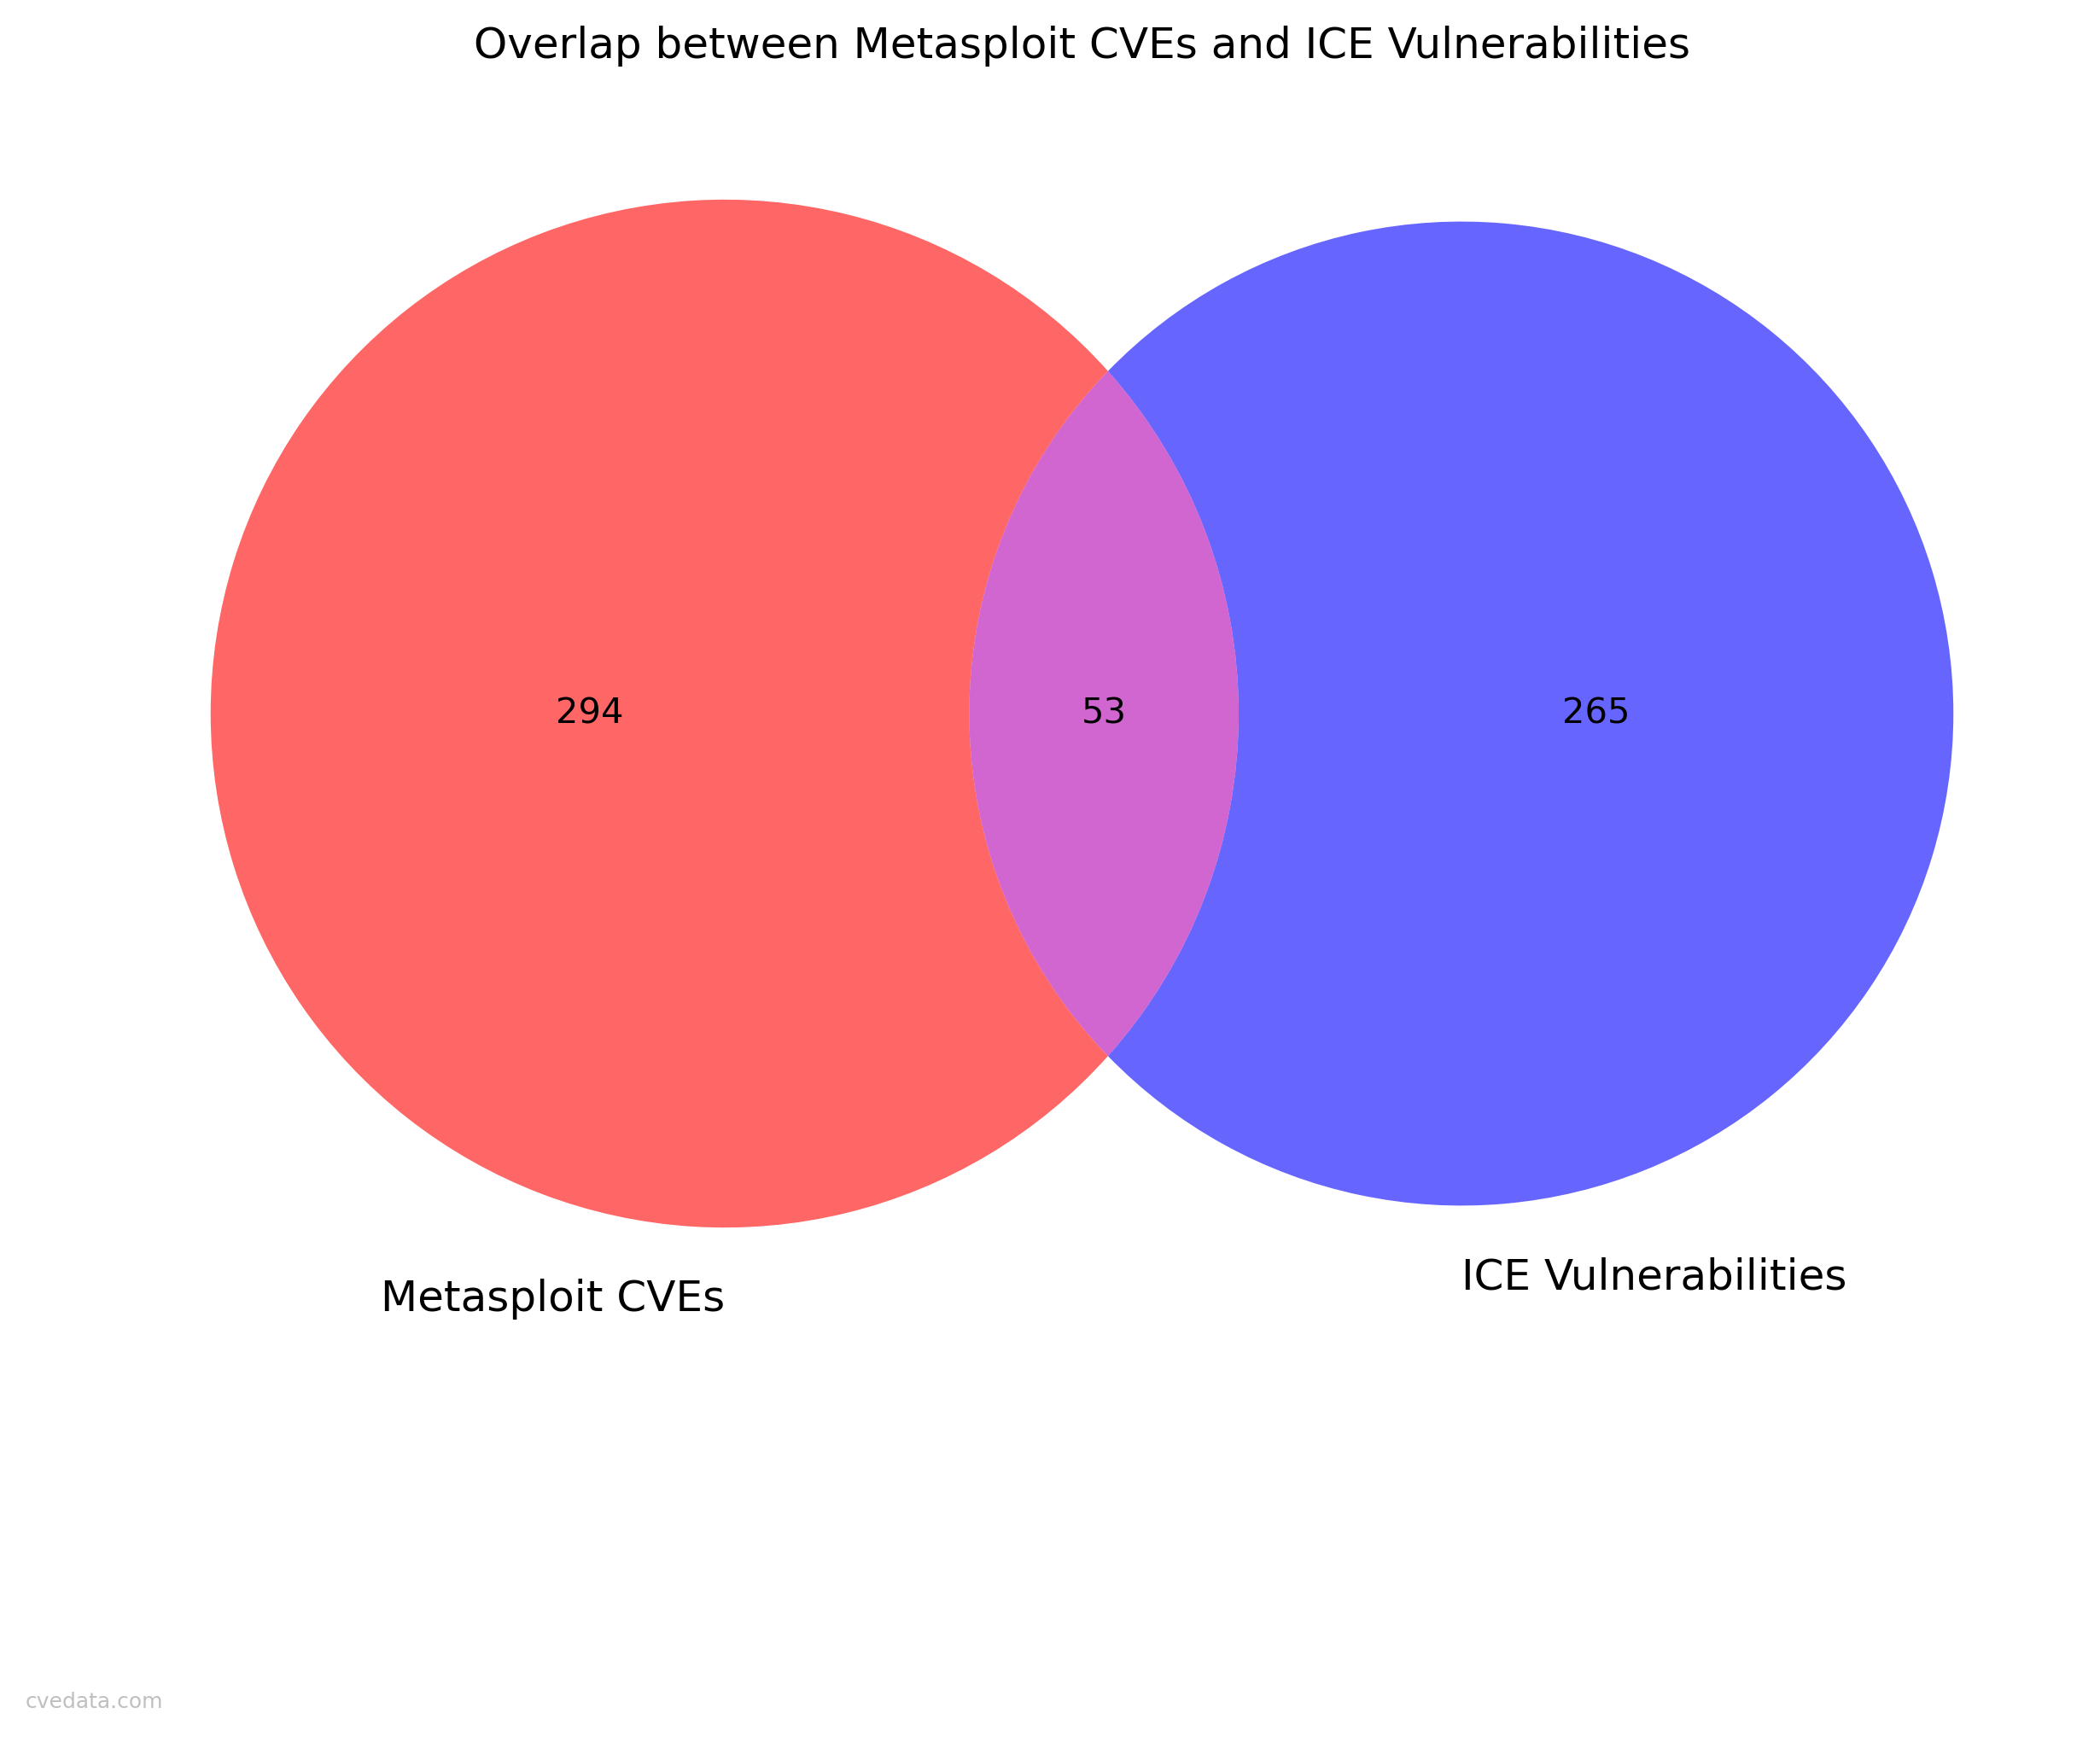 Overlap between Metasploit CVEs and ICE Vulnerabilities
294
53
265
ICE Vulnerabilities
Metasploit CVEs
cvedata.com